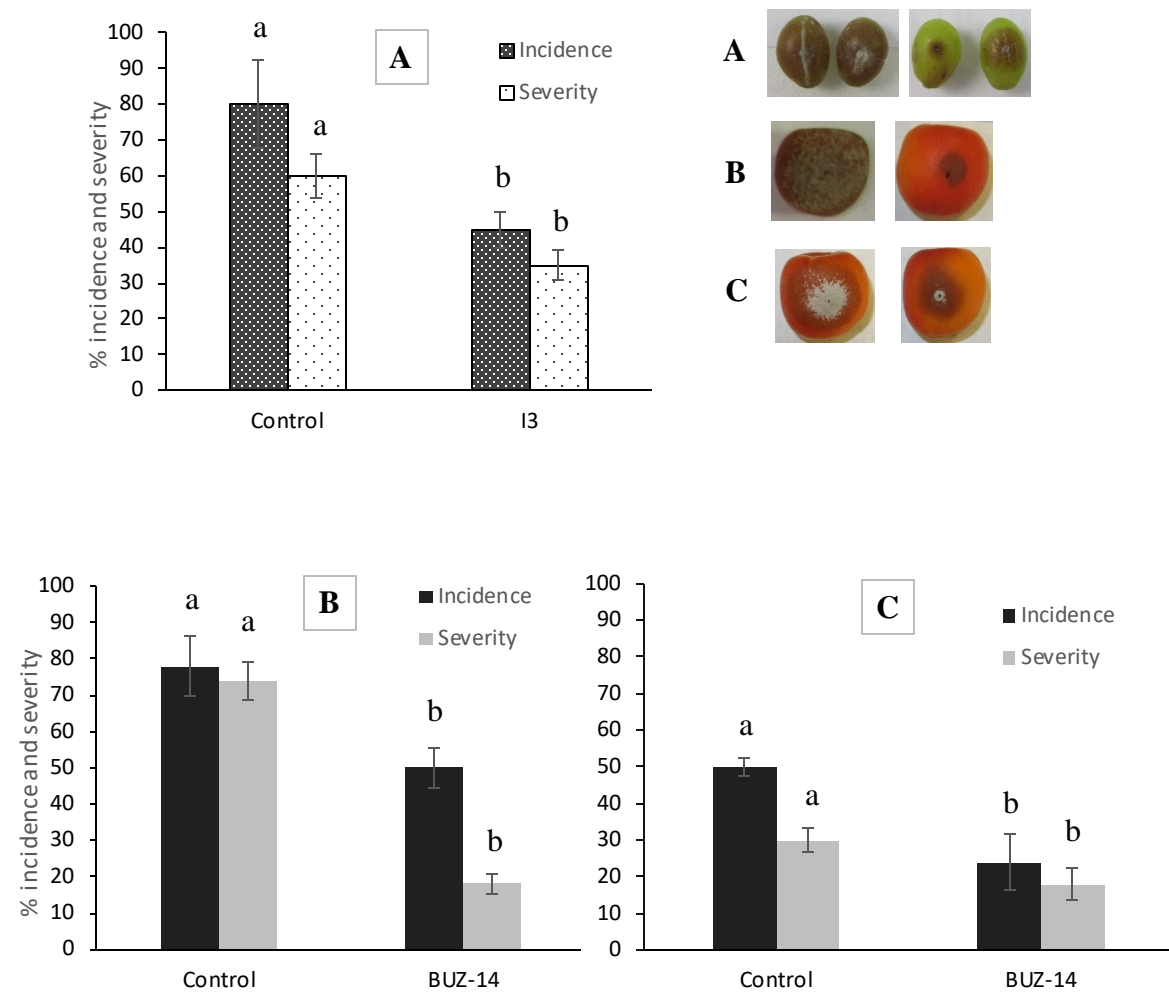 100
90
80
70
60
50
40
30
20
10
0
% incidence and severity
a
a
b
b
A
Incidence
Severity
Control
I3
A
B
C
100
90
80
70
60
50
40
30
20
10
0
% incidence and severity
a
a
b
b
B
Incidence
Severity
Control
BUZ-14
100
90
80
70
60
50
40
30
20
10
0
a
a
b
b
C
Incidence
Severity
Control
BUZ-14